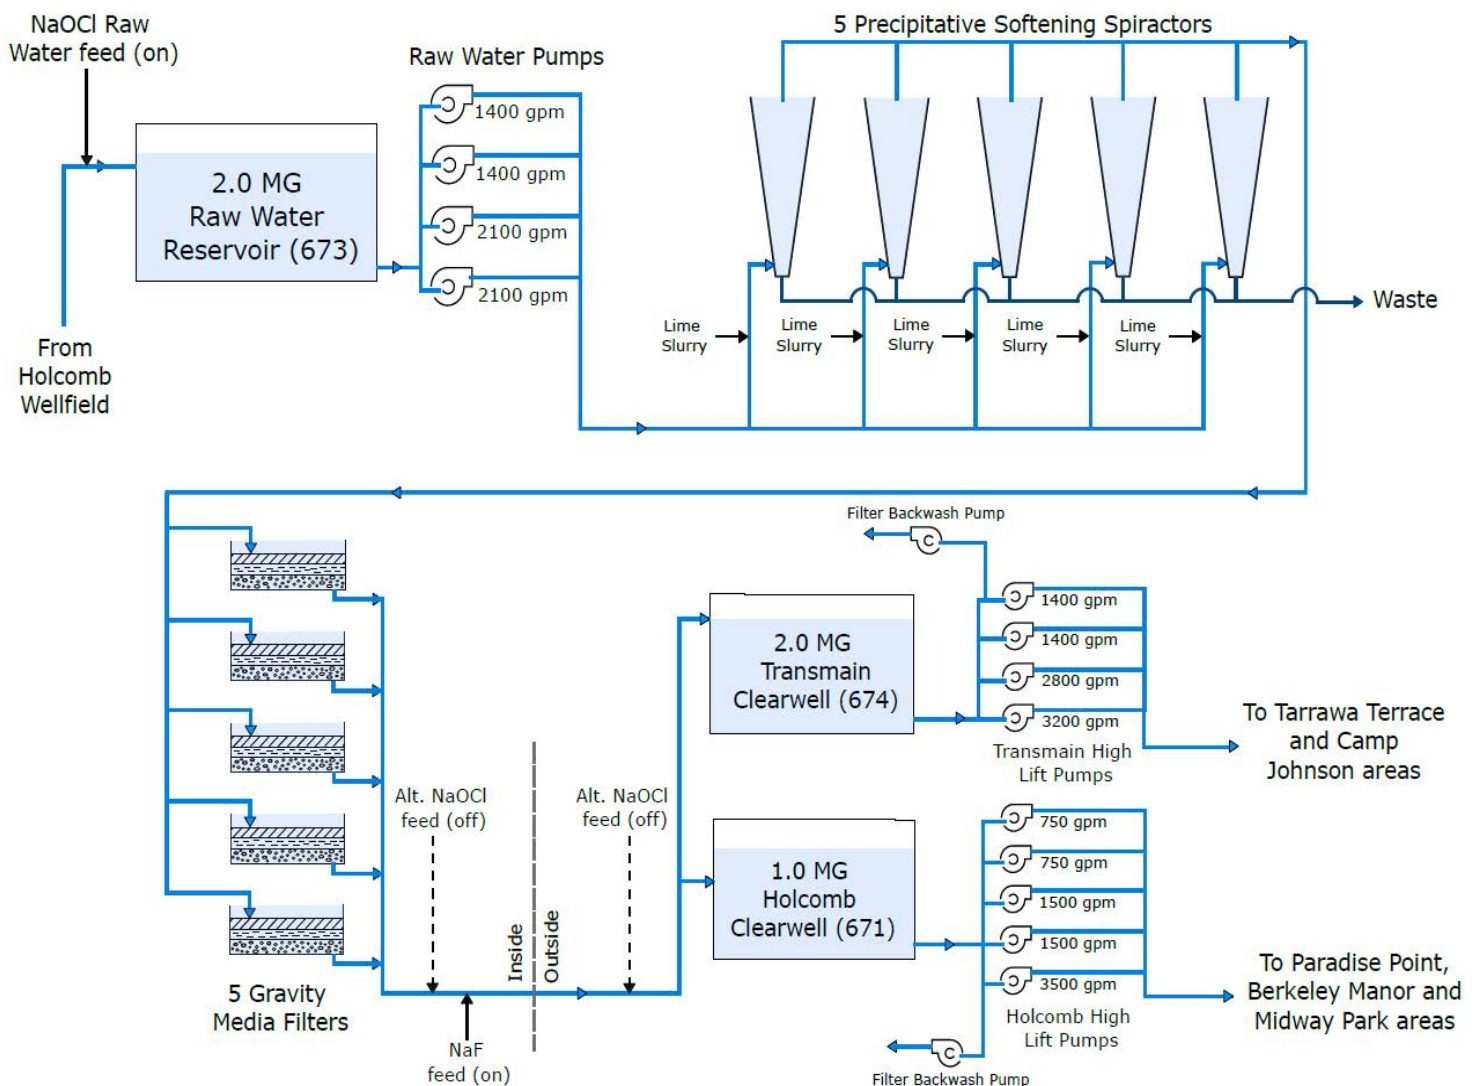 NaOCl Raw
Water feed (on)
Raw Water Pumps
5 Precipitative Softening Spiractors
1400 gpm
1400 gpm
2100 gpm
2100 gpm
2.0 MG
Raw Water
Reservoir (673)
From
Holcomb
Wellfield
Waste
Lime
Slurry
Lime
Slurry
Lime
Slurry
Lime
Slurry
Lime
Slurry
Filter Backwash Pump
C
2.0 MG
Transmain
Clearwell (674)
1400 gpm
1400 gpm
2800 gpm
3200 gpm
Transmain High
Lift Pumps
To Tarrawa Terrace
and Camp
Johnson areas
Alt. NaOCl
feed (off)
Alt. NaOCl
feed (off)
Inside
Outside
1.0 MG
Holcomb
Clearwell (671)
750 gpm
750 gpm
1500 gpm
1500 gpm
3500 gpm
Holcomb High
Lift Pumps
To Paradise Point,
Berkeley Manor and
Midway Park areas
5 Gravity
Media Filters
NaF
feed (on)
C
Filter Backwash Pump